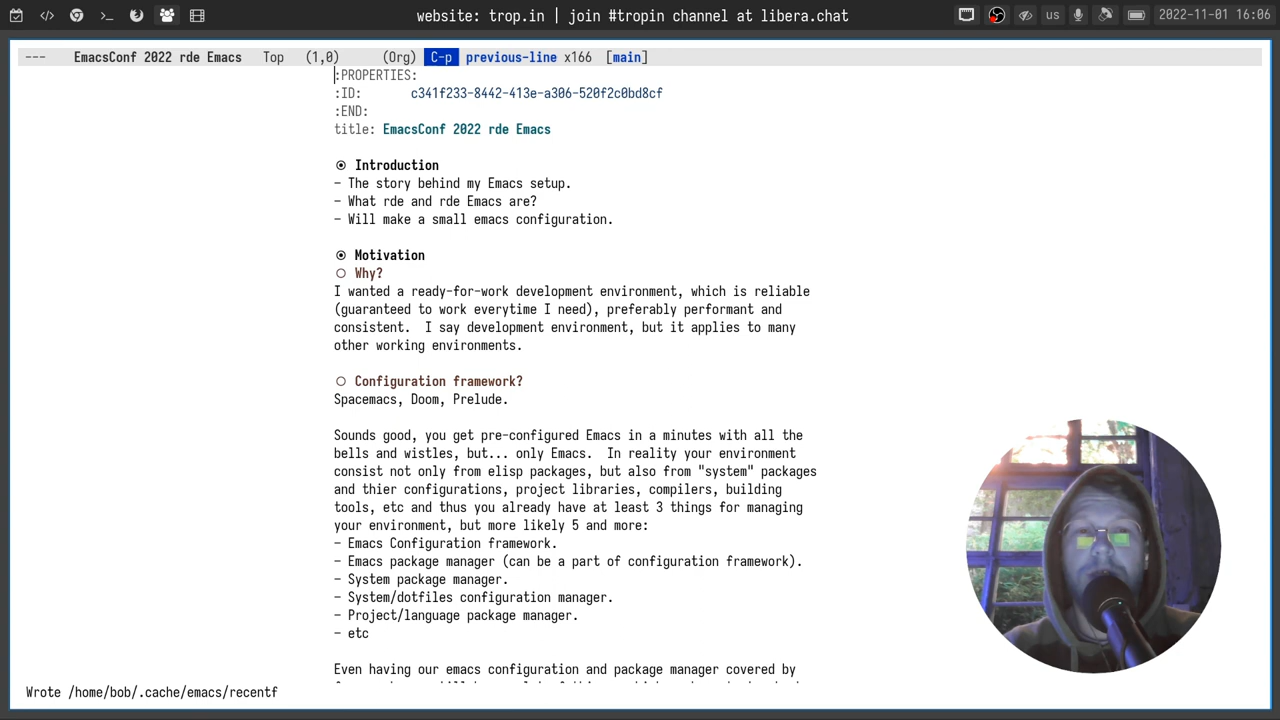 website: trop.in | join #tropin channel at libera.chat
us
2022-11-01 16:06
--- EmacsConf 2022 rde Emacs Top (1,0) (Org) C-p previous-line x166 [main]
:PROPERTIES:
:ID: c341f233-8442-413e-a306-520f2c0bd8cf
:END:
title: EmacsConf 2022 rde Emacs
Introduction
- The story behind my Emacs setup.
- What rde and rde Emacs are?
- Will make a small emacs configuration.
Motivation
Why?
I wanted a ready-for-work development environment, which is reliable
(guaranteed to work everytime I need), preferably performant and
consistent.  I say development environment, but it applies to many
other working environments.
Configuration framework?
Spacemacs, Doom, Prelude.
Sounds good, you get pre-configured Emacs in a minutes with all the
bells and wistles, but... only Emacs.  In reality your environment
consist not only from elisp packages, but also from "system" packages
and thier configurations, project libraries, compilers, building
tools, etc and thus you already have at least 3 things for managing
your environment, but more likely 5 and more:
- Emacs Configuration framework.
- Emacs package manager (can be a part of configuration framework).
- System package manager.
- System/dotfiles configuration manager.
- Project/language package manager.
- etc
Even having our emacs configuration and package manager covered by
Wrote /home/bob/.cache/emacs/recentf